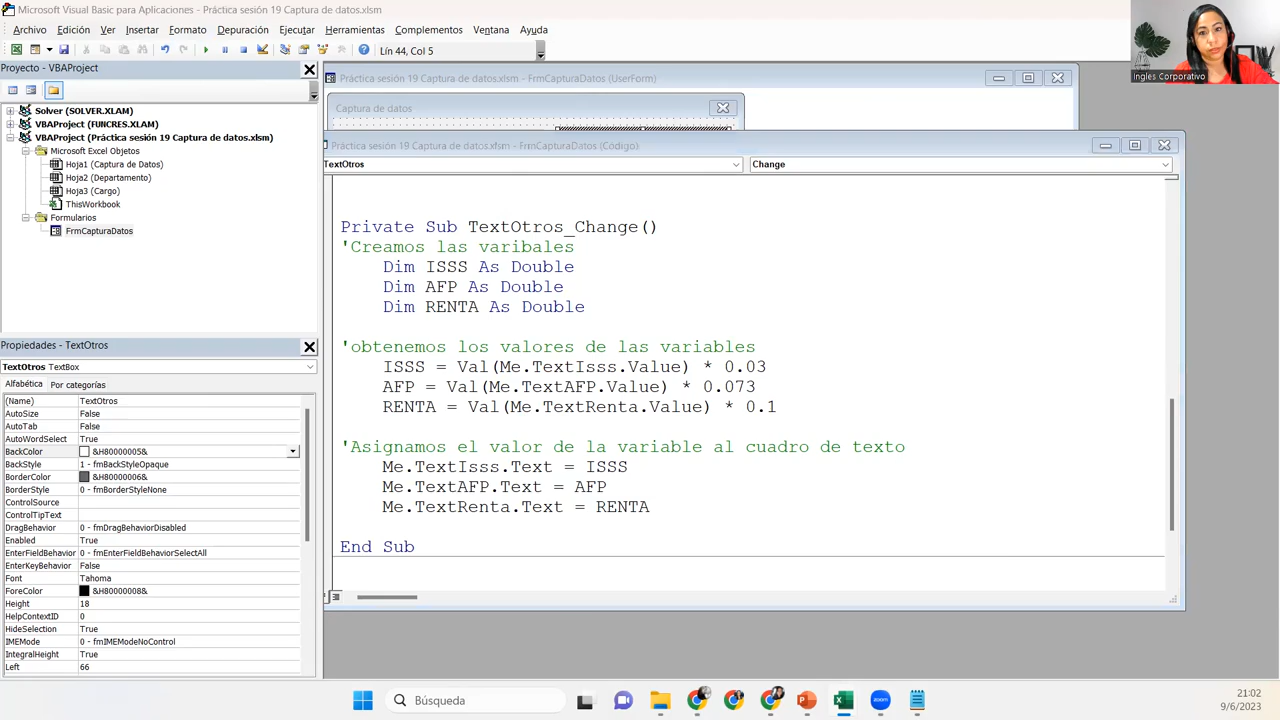 Microsoft Visual Basic para Aplicaciones - Práctica sesión 19 Captura de datos.xlsm
Archivo Edición Ver Insertar Formato Depuración Ejecutar Herramientas Complementos Ventana Ayuda
Lín 44, Col 5
Ingles Corporativo
Proyecto - VBAProject
Solver (SOLVER.XLAM)
VBAProject (FUNCRES.XLAM)
VBAProject (Práctica sesión 19 Captura de datos.xlsm)
Microsoft Excel Objetos
Hoja1 (Captura de Datos)
Hoja2 (Departamento)
Hoja3 (Cargo)
ThisWorkbook
Formularios
FrmCapturaDatos
Propiedades - TextOtros
TextOtros TextBox
Alfabética Por categorías
(Name) TextOtros
AutoSize False
AutoTab False
AutoWordSelect True
BackColor &H80000005&
BackStyle 1 - fmBackStyleOpaque
BorderColor &H80000006&
BorderStyle 0 - fmBorderStyleNone
ControlSource
ControlTipText
DragBehavior 0 - fmDragBehaviorDisabled
Enabled True
EnterFieldBehavior 0 - fmEnterFieldBehaviorSelectAll
EnterKeyBehavior False
Font Tahoma
ForeColor &H80000008&
Height 18
HelpContextID 0
HideSelection True
IMEMode 0 - fmIMEModeNoControl
IntegralHeight True
Left 66
Práctica sesión 19 Captura de datos.xlsm - FrmCapturaDatos (UserForm)
Captura de datos
Práctica sesión 19 Captura de datos.xlsm - FrmCapturaDatos (Código)
TextOtros Change
Private Sub TextOtros_Change()
'Creamos las varibales
Dim ISSS As Double
Dim AFP As Double
Dim RENTA As Double
'obtenemos los valores de las variables
ISSS = Val(Me.TextIsss.Value) * 0.03
AFP = Val(Me.TextAFP.Value) * 0.073
RENTA = Val(Me.TextRenta.Value) * 0.1
'Asignamos el valor de la variable al cuadro de texto
Me.TextIsss.Text = ISSS
Me.TextAFP.Text = AFP
Me.TextRenta.Text = RENTA
End Sub
Búsqueda
zoom
21:02
9/6/2023